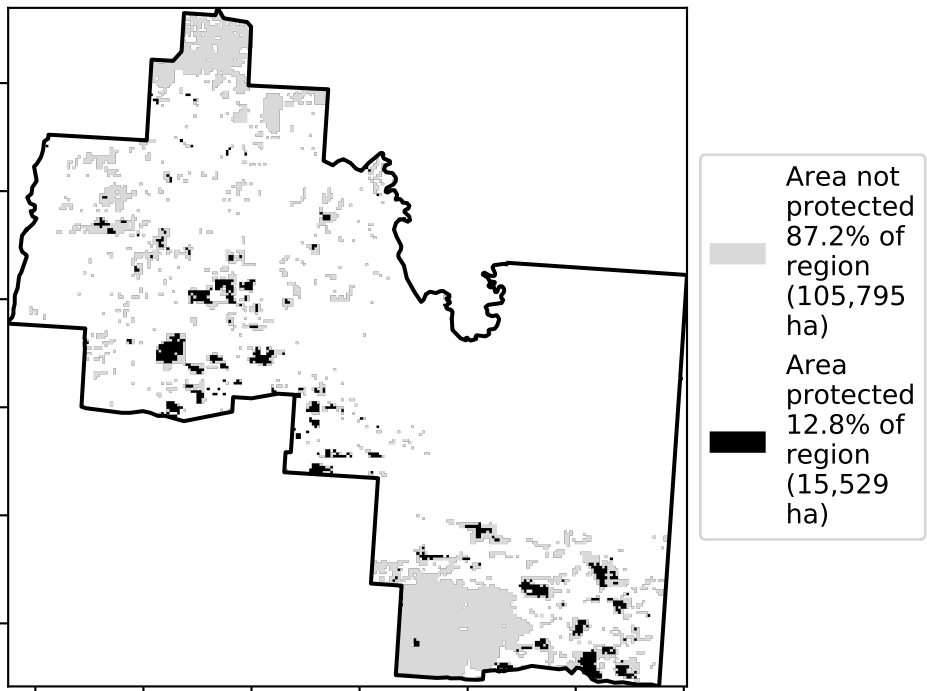 Area not
protected
87.2% of
region
(105,795
ha)
Area
protected
12.8% of
region
(15,529
ha)